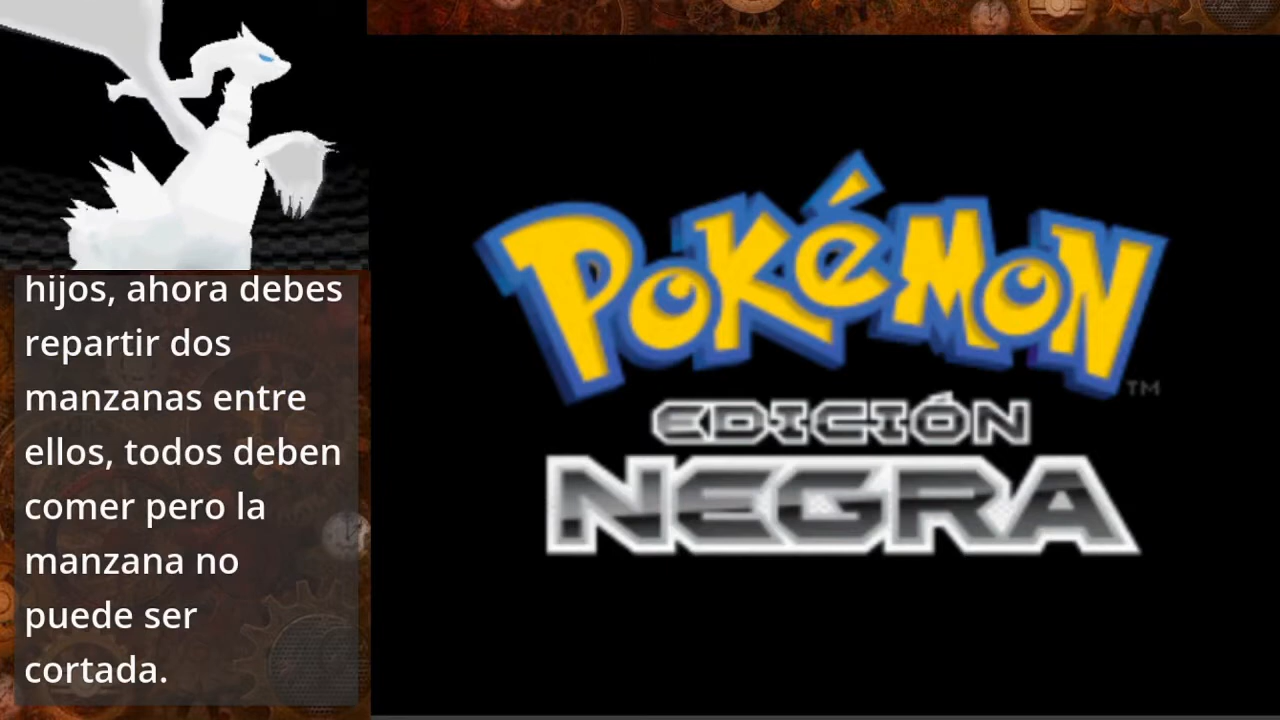 hijos, ahora debes
repartir dos
manzanas entre
ellos, todos deben
comer pero la
manzana no
puede ser
cortada.
POKéMON
TM
EDICIÓN
NEGRA